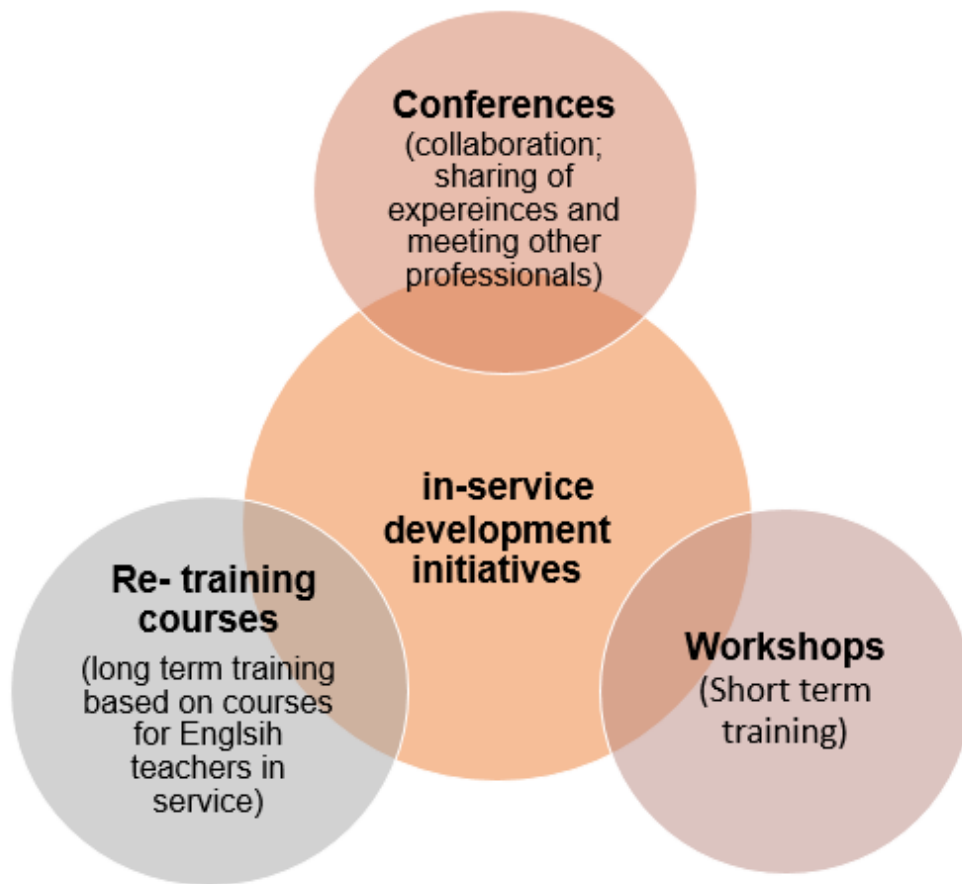 Conferences
(collaboration;
sharing of
expereinces and
meeting other
professionals)
in-service
development
initiatives
Re- training
courses
(long term training
based on courses
for Englsih
teachers in
service)
Workshops
(Short term
training)